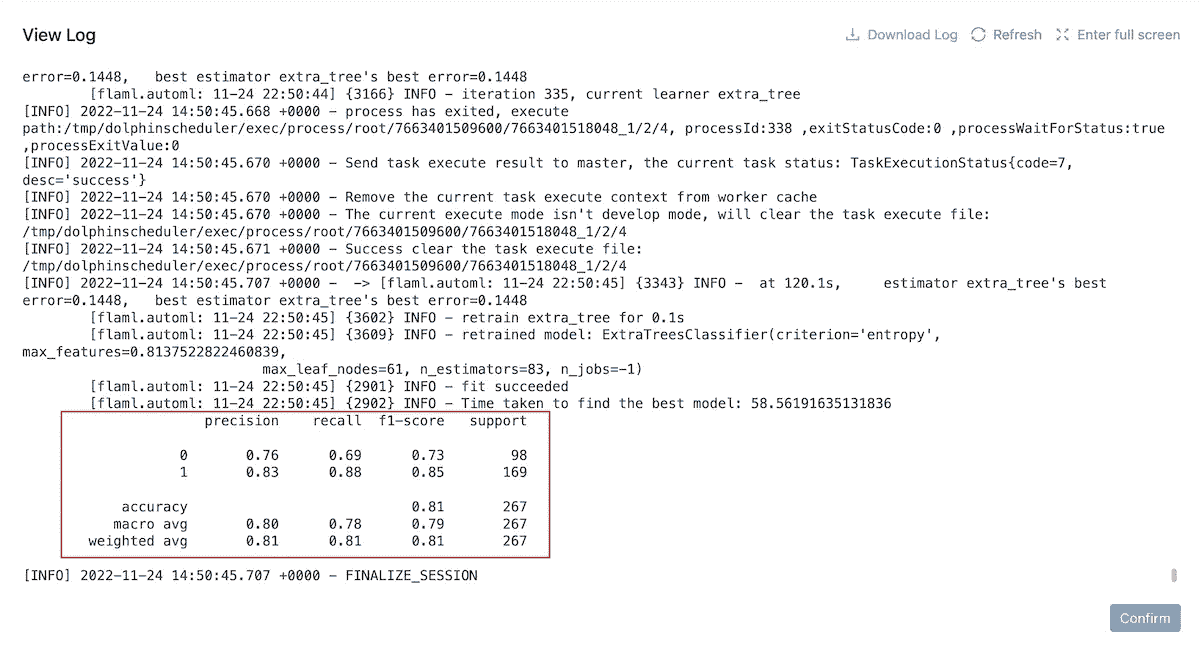 View Log
Download Log Refresh Enter full screen
error=0.1448,   best estimator extra_tree's best error=0.1448
[flaml.automl: 11-24 22:50:44] {3166} INFO - iteration 335, current learner extra_tree
[INFO] 2022-11-24 14:50:45.668 +0000 - process has exited, execute
path:/tmp/dolphinscheduler/exec/process/root/7663401509600/7663401518048_1/2/4, processId:338 ,exitStatusCode:0 ,processWaitForStatus:true
,processExitValue:0
[INFO] 2022-11-24 14:50:45.670 +0000 - Send task execute result to master, the current task status: TaskExecutionStatus{code=7,
desc='success'}
[INFO] 2022-11-24 14:50:45.670 +0000 - Remove the current task execute context from worker cache
[INFO] 2022-11-24 14:50:45.670 +0000 - The current execute mode isn't develop mode, will clear the task execute file:
/tmp/dolphinscheduler/exec/process/root/7663401509600/7663401518048_1/2/4
[INFO] 2022-11-24 14:50:45.671 +0000 - Success clear the task execute file:
/tmp/dolphinscheduler/exec/process/root/7663401509600/7663401518048_1/2/4
[INFO] 2022-11-24 14:50:45.707 +0000 -  -> [flaml.automl: 11-24 22:50:45] {3343} INFO -  at 120.1s,     estimator extra_tree's best
error=0.1448,   best estimator extra_tree's best error=0.1448
[flaml.automl: 11-24 22:50:45] {3602} INFO - retrain extra_tree for 0.1s
[flaml.automl: 11-24 22:50:45] {3609} INFO - retrained model: ExtraTreesClassifier(criterion='entropy',
max_features=0.8137522822460839,
max_leaf_nodes=61, n_estimators=83, n_jobs=-1)
[flaml.automl: 11-24 22:50:45] {2901} INFO - fit succeeded
[flaml.automl: 11-24 22:50:45] {2902} INFO - Time taken to find the best model: 58.56191635131836
precision    recall  f1-score   support
0       0.76      0.69      0.73        98
1       0.83      0.88      0.85       169
accuracy                           0.81       267
macro avg       0.80      0.78      0.79       267
weighted avg       0.81      0.81      0.81       267
[INFO] 2022-11-24 14:50:45.707 +0000 - FINALIZE_SESSION
Confirm